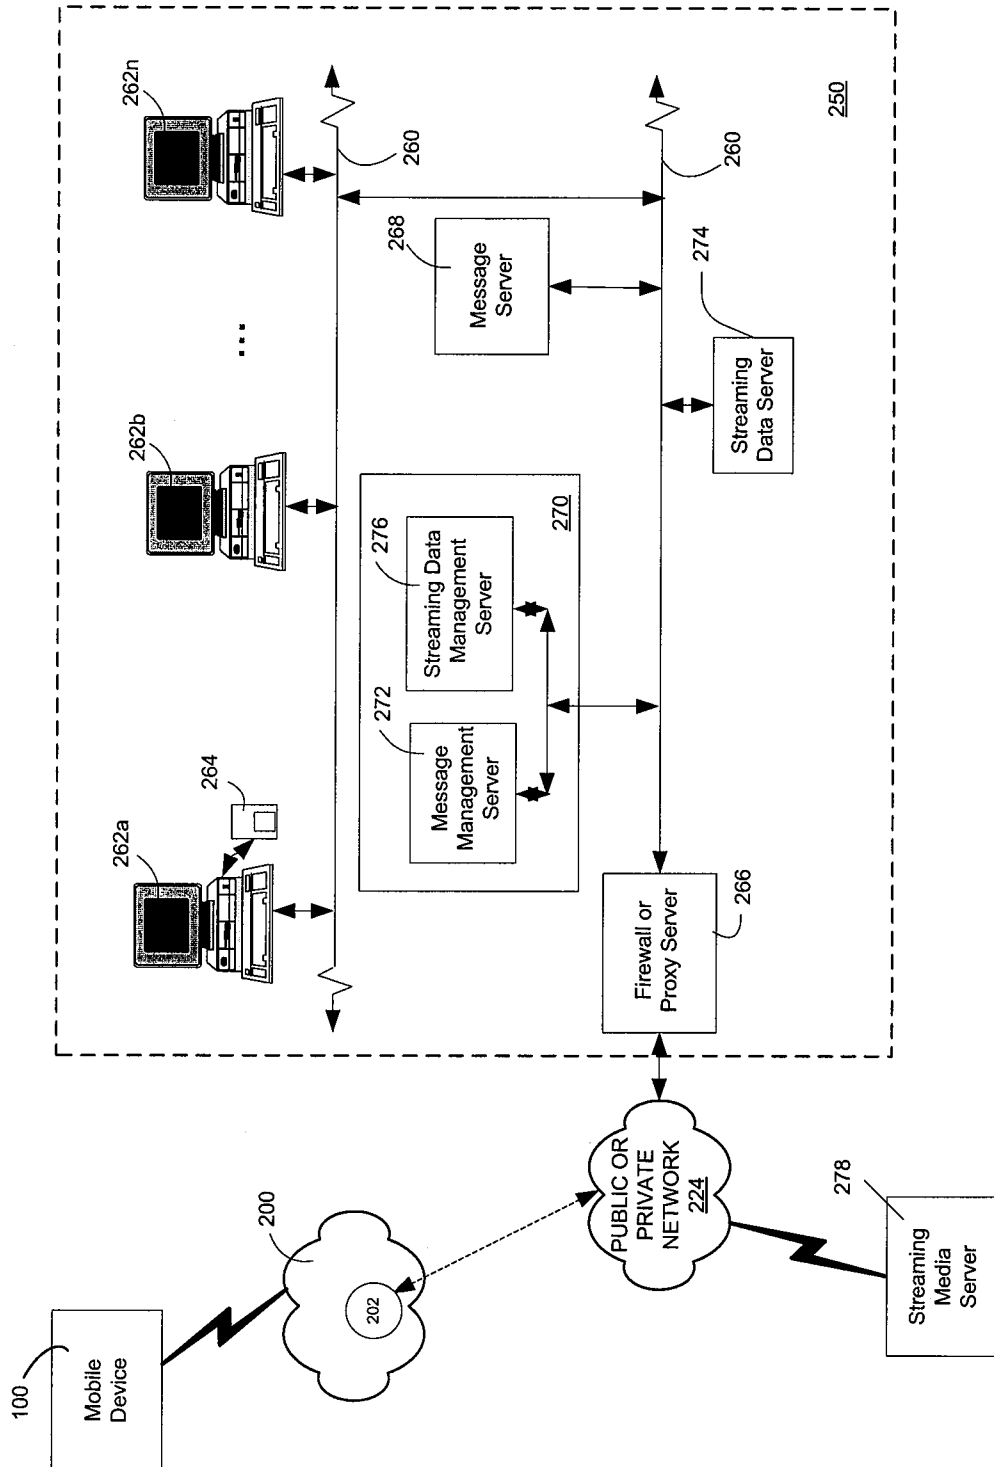 100
Mobile
Device
200
202
PUBLIC OR
PRIVATE
NETWORK
224
278
Streaming
Media
Server
262a
264
262b
...
262n
260
250
268
Message
Server
260
272
Message
Management
Server
276
Streaming Data
Management
Server
270
274
Streaming
Data Server
266
Firewall or
Proxy Server